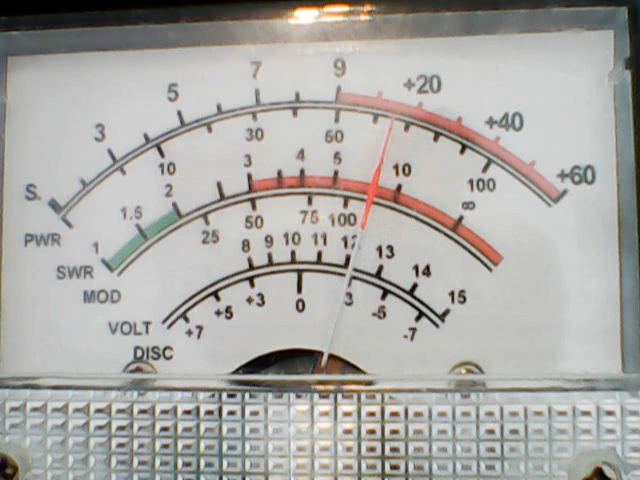 S. 3 5 7 9 +20 +40 +60
PWR 10 30 60 100
SWR 1 1.5 2 3 4 5 10 ∞
MOD 25 50 75 100
VOLT 8 9 10 11 12 13 14 15
DISC +7 +5 +3 0 3 -5 -7